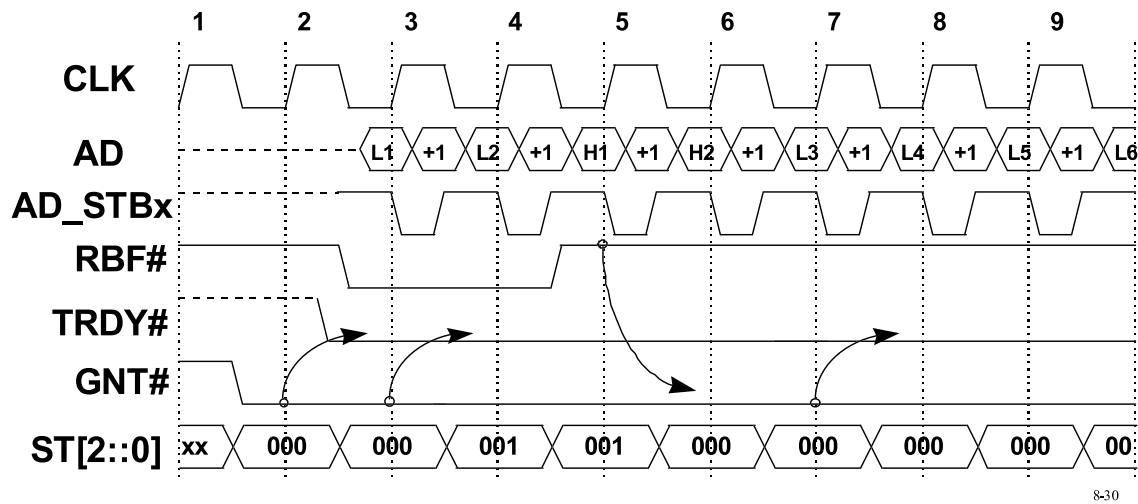 1 2 3 4 5 6 7 8 9
CLK
AD L1 +1 L2 +1 H1 +1 H2 +1 L3 +1 L4 +1 L5 +1 L6
AD_STBx
RBF#
TRDY#
GNT#
ST[2::0] xx 000 000 001 001 000 000 000 000 00
8-30